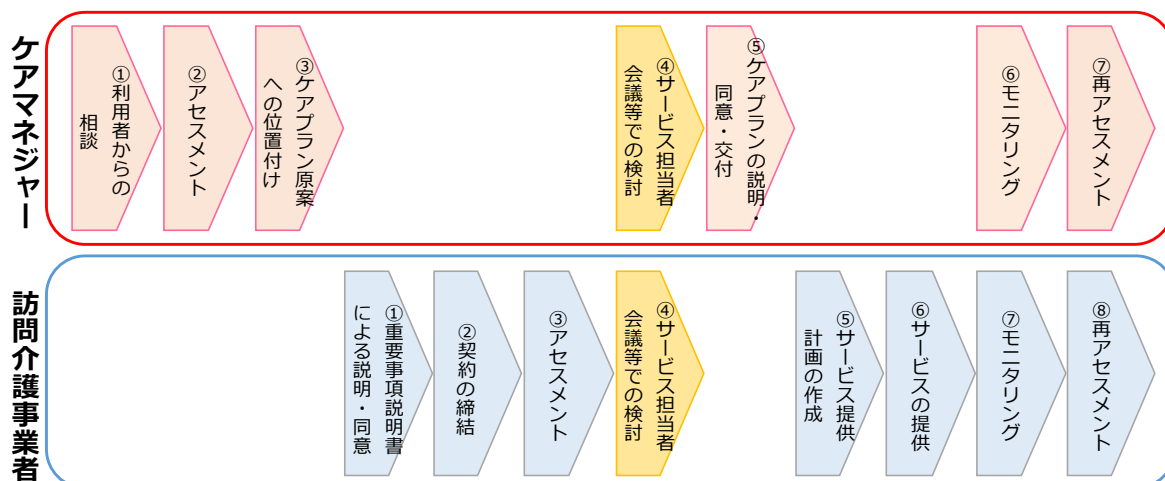 ケアマネジャー
①利用者からの
相談
②アセスメント
③ケアプラン原案
への位置付け
④サービス担当者
会議等での検討
⑤ケアプランの説明・
同意・交付
⑥モニタリング
⑦再アセスメント
訪問介護事業者
①重要事項説明書
による説明・同意
②契約の締結
③アセスメント
④サービス担当者
会議等での検討
⑤サービス提供
計画の作成
⑥サービスの提供
⑦モニタリング
⑧再アセスメント